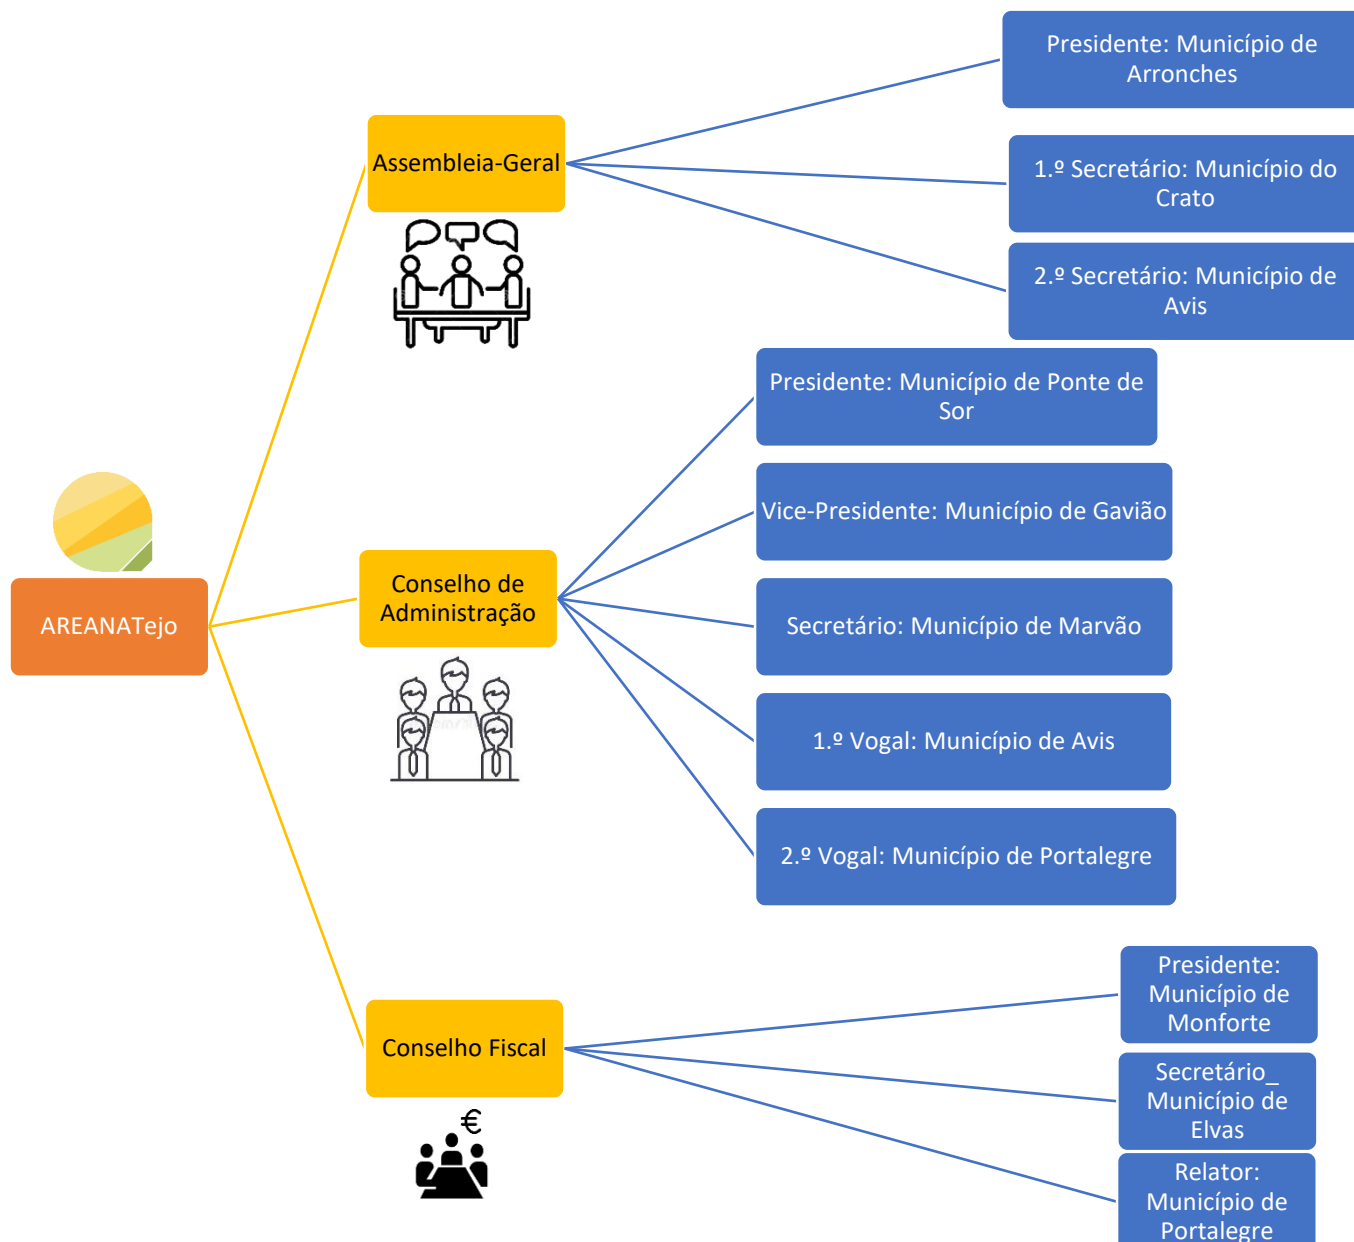 Presidente: Município de
Arronches
Assembleia-Geral
1.º Secretário: Município do
Crato
2.º Secretário: Município de
Avis
Presidente: Município de Ponte de
Sor
Vice-Presidente: Município de Gavião
AREANATejo
Conselho de
Administração
Secretário: Município de Marvão
1.º Vogal: Município de Avis
2.º Vogal: Município de Portalegre
Conselho Fiscal
€
Presidente:
Município de
Monforte
Secretário_
Município de
Elvas
Relator:
Município de
Portalegre